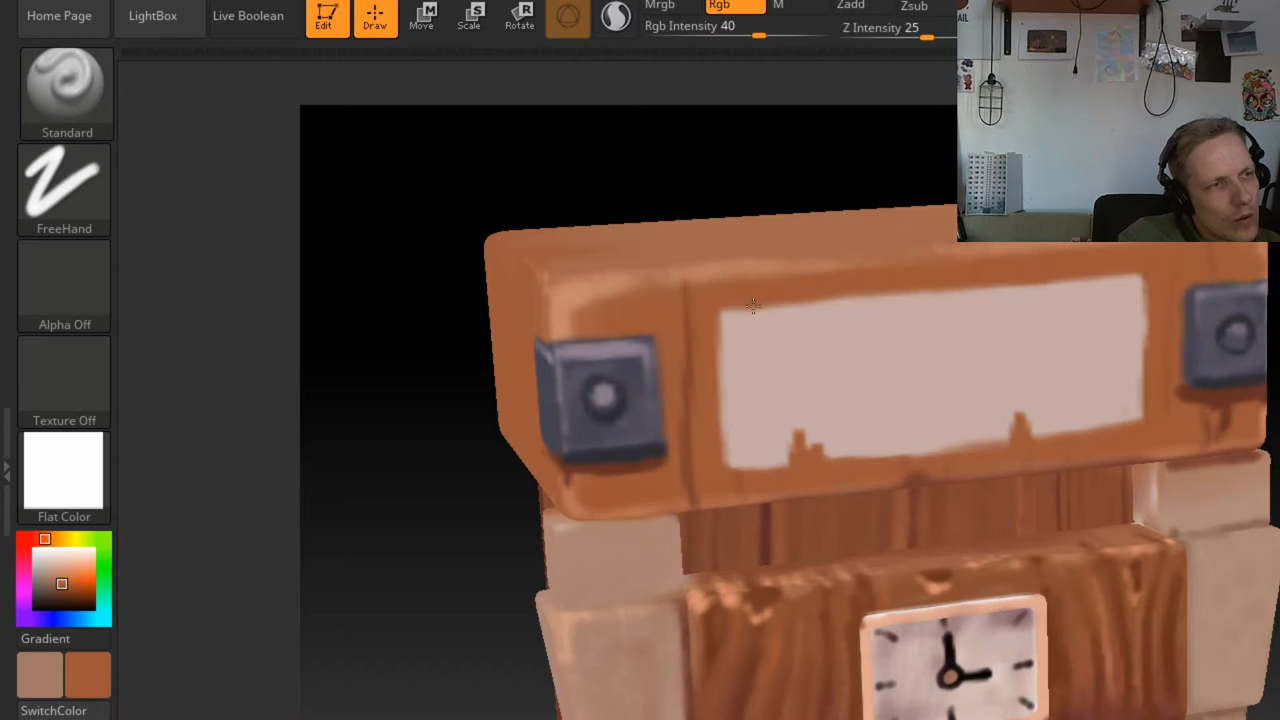 Home Page
LightBox
Live Boolean
Edit
Draw
Move
Scale
Rotate
Mrgb
Rgb
M
Zadd
Zsub
Rgb Intensity 40
Z Intensity 25
Standard
FreeHand
Alpha Off
Texture Off
Flat Color
Gradient
SwitchColor